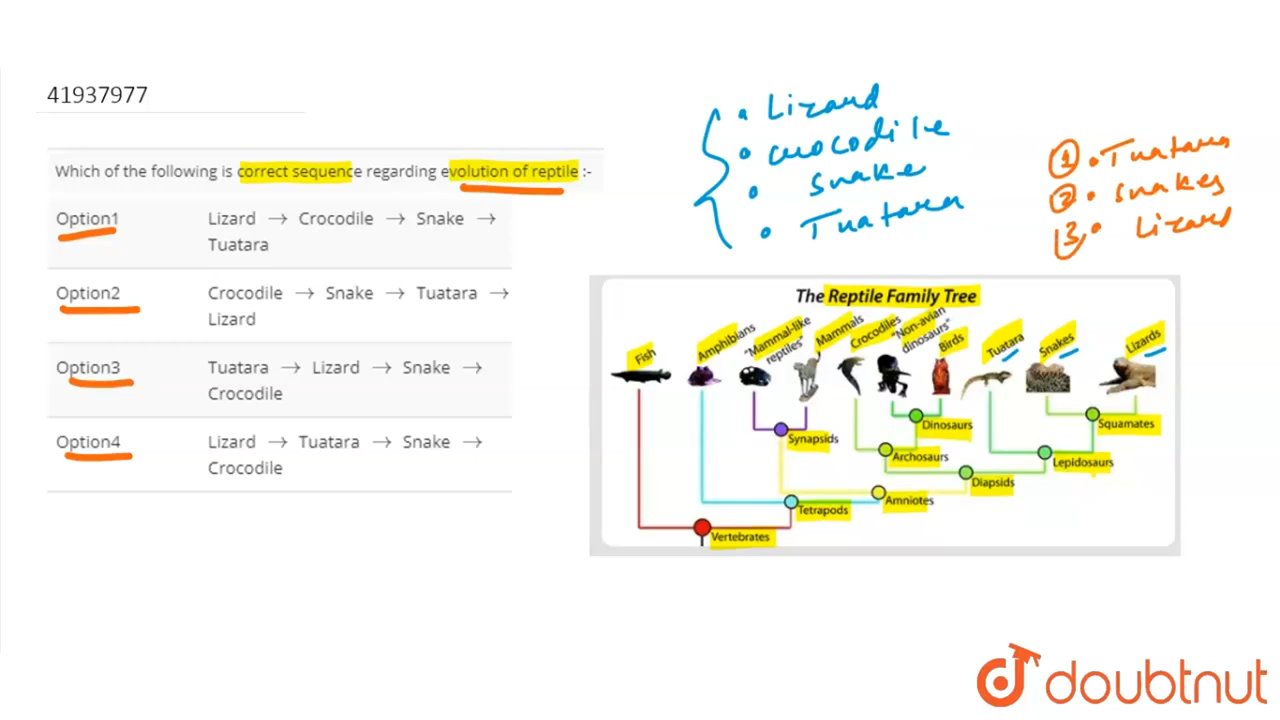 41937977
Which of the following is correct sequence regarding evolution of reptile :-
Option1 Lizard → Crocodile → Snake →
Tuatara
Option2 Crocodile → Snake → Tuatara →
Lizard
Option3 Tuatara → Lizard → Snake →
Crocodile
Option4 Lizard → Tuatara → Snake →
Crocodile
• Lizard
• Crocodile
• Snake
• Tuatara
① • Tuatara
② • Snakes
③ • Lizard
The Reptile Family Tree
Fish
Amphibians
"Mammal-like
reptiles"
Mammals
Crocodiles
"Non-avian
dinosaurs"
Birds
Tuatara
Snakes
Lizards
Squamates
Dinosaurs
Synapsids
Archosaurs
Lepidosaurs
Diapsids
Amniotes
Tetrapods
Vertebrates
doubtnut